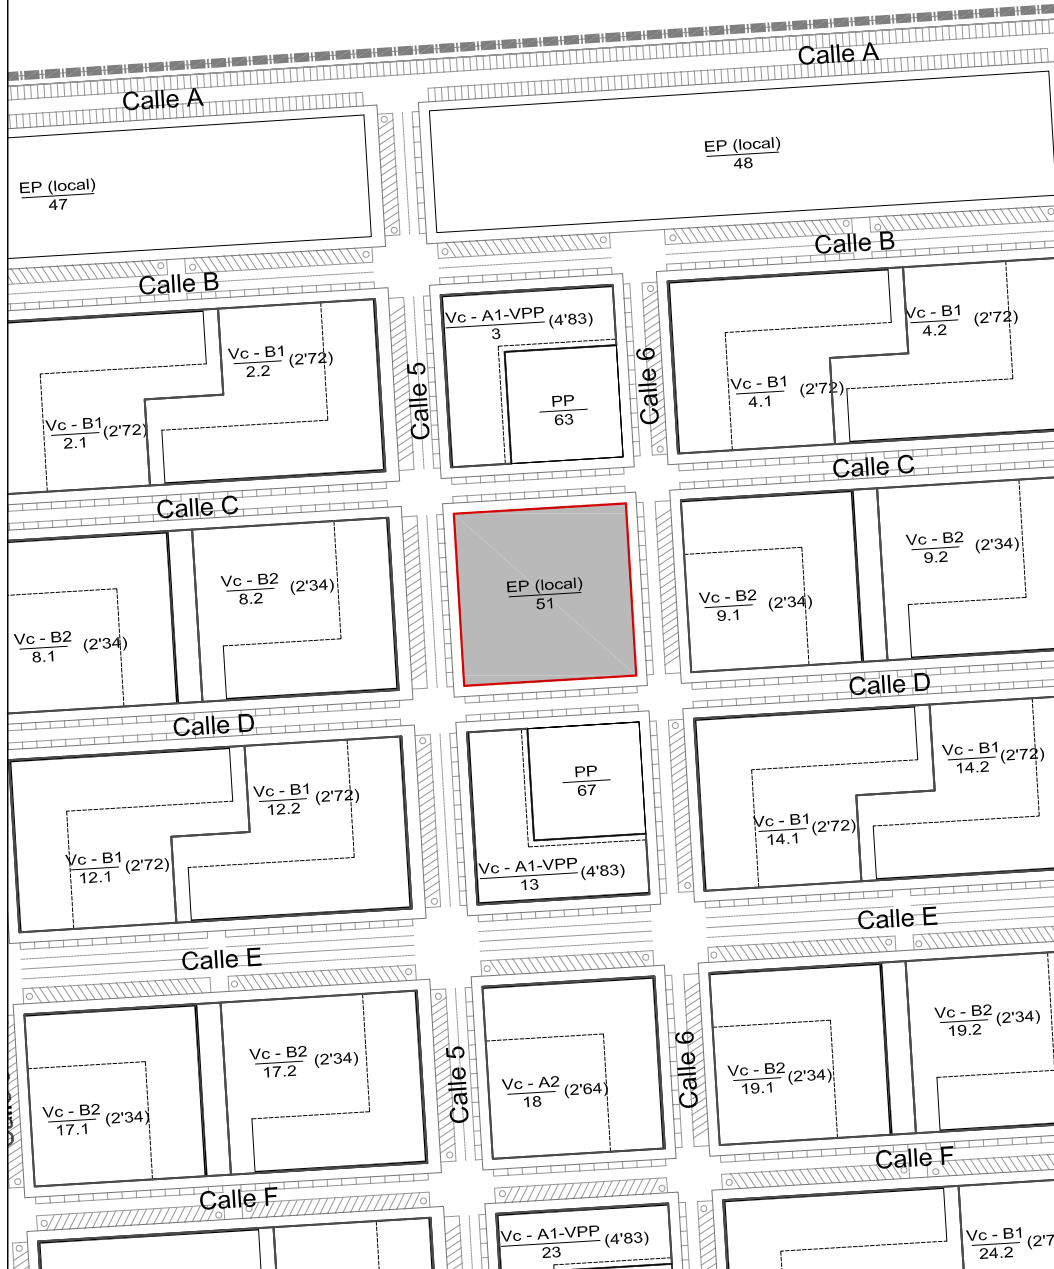 Calle A
Calle A
EP (local)
48
EP (local)
47
Calle B
Calle B
Vc - A1-VPP (4'83)
3
Vc - B1 (2'72)
4.2
Vc - B1 (2'72)
2.2
Calle 5
Calle 6
PP
63
Vc - B1 (2'72)
4.1
Vc - B1 (2'72)
2.1
Calle C
Calle C
Vc - B2 (2'34)
9.2
Vc - B2 (2'34)
8.2
EP (local)
51
Vc - B2 (2'34)
9.1
Vc - B2 (2'34)
8.1
Calle D
Calle D
Vc - B1 (2'72)
14.2
PP
67
Vc - B1 (2'72)
12.2
Vc - B1 (2'72)
14.1
Vc - B1 (2'72)
12.1
Vc - A1-VPP (4'83)
13
Calle E
Calle E
Vc - B2 (2'34)
19.2
Vc - B2 (2'34)
17.2
Calle 5
Calle 6
Vc - A2 (2'64)
18
Vc - B2 (2'34)
19.1
Vc - B2 (2'34)
17.1
Calle F
Calle F
Vc - A1-VPP (4'83)
23
Vc - B1 (2'7
24.2